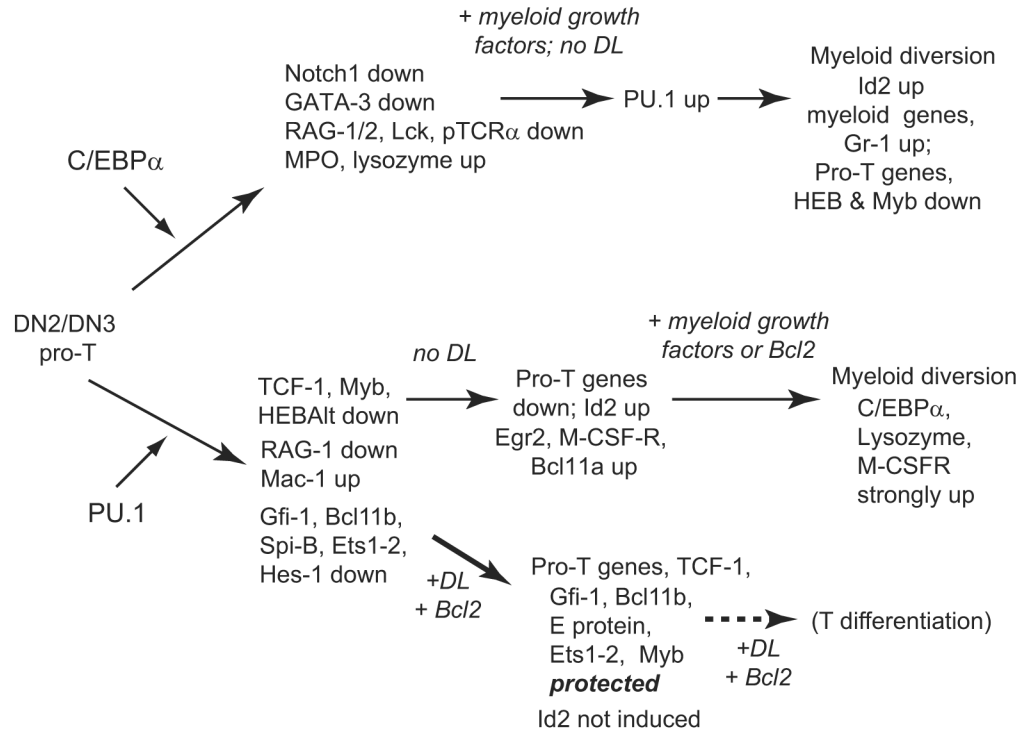 + myeloid growth
factors; no DL
Notch1 down
GATA-3 down
RAG-1/2, Lck, pTCRα down
MPO, lysozyme up
PU.1 up
Myeloid diversion
Id2 up
myeloid genes,
Gr-1 up;
Pro-T genes,
HEB & Myb down
C/EBPα
DN2/DN3
pro-T
PU.1
TCF-1, Myb,
HEBAlt down
RAG-1 down
Mac-1 up
Gfi-1, Bcl11b,
Spi-B, Ets1-2,
Hes-1 down
no DL
Pro-T genes
down; Id2 up
Egr2, M-CSF-R,
Bcl11a up
+ myeloid growth
factors or Bcl2
Myeloid diversion
C/EBPα,
Lysozyme,
M-CSFR
strongly up
+DL
+ Bcl2
Pro-T genes, TCF-1,
Gfi-1, Bcl11b,
E protein,
Ets1-2, Myb
protected
Id2 not induced
+DL
+ Bcl2
(T differentiation)